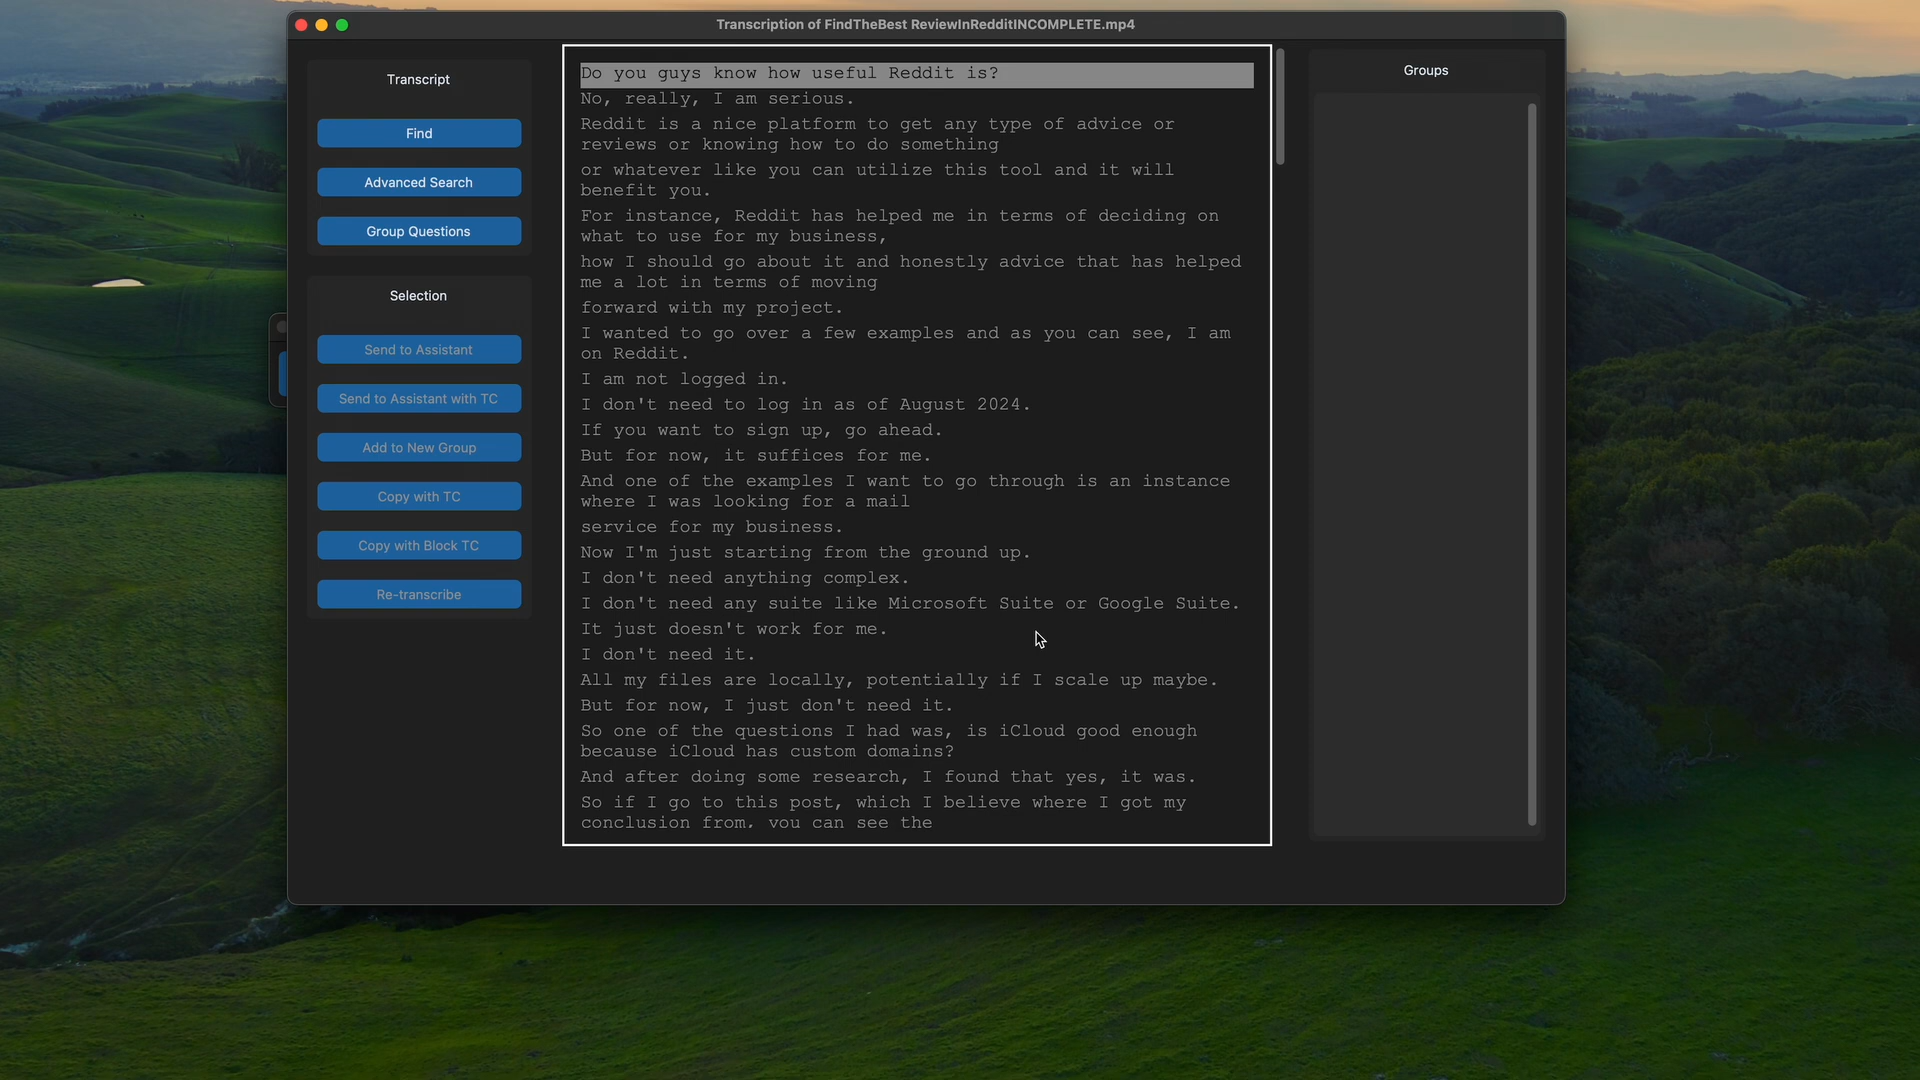 Transcription of FindTheBest ReviewInRedditINCOMPLETE.mp4
Transcript
Find
Advanced Search
Group Questions
Selection
Send to Assistant
Send to Assistant with TC
Add to New Group
Copy with TC
Copy with Block TC
Re-transcribe
Do you guys know how useful Reddit is?
No, really, I am serious.
Reddit is a nice platform to get any type of advice or
reviews or knowing how to do something
or whatever like you can utilize this tool and it will
benefit you.
For instance, Reddit has helped me in terms of deciding on
what to use for my business,
how I should go about it and honestly advice that has helped
me a lot in terms of moving
forward with my project.
I wanted to go over a few examples and as you can see, I am
on Reddit.
I am not logged in.
I don't need to log in as of August 2024.
If you want to sign up, go ahead.
But for now, it suffices for me.
And one of the examples I want to go through is an instance
where I was looking for a mail
service for my business.
Now I'm just starting from the ground up.
I don't need anything complex.
I don't need any suite like Microsoft Suite or Google Suite.
It just doesn't work for me.
I don't need it.
All my files are locally, potentially if I scale up maybe.
But for now, I just don't need it.
So one of the questions I had was, is iCloud good enough
because iCloud has custom domains?
And after doing some research, I found that yes, it was.
So if I go to this post, which I believe where I got my
conclusion from, you can see the
Groups